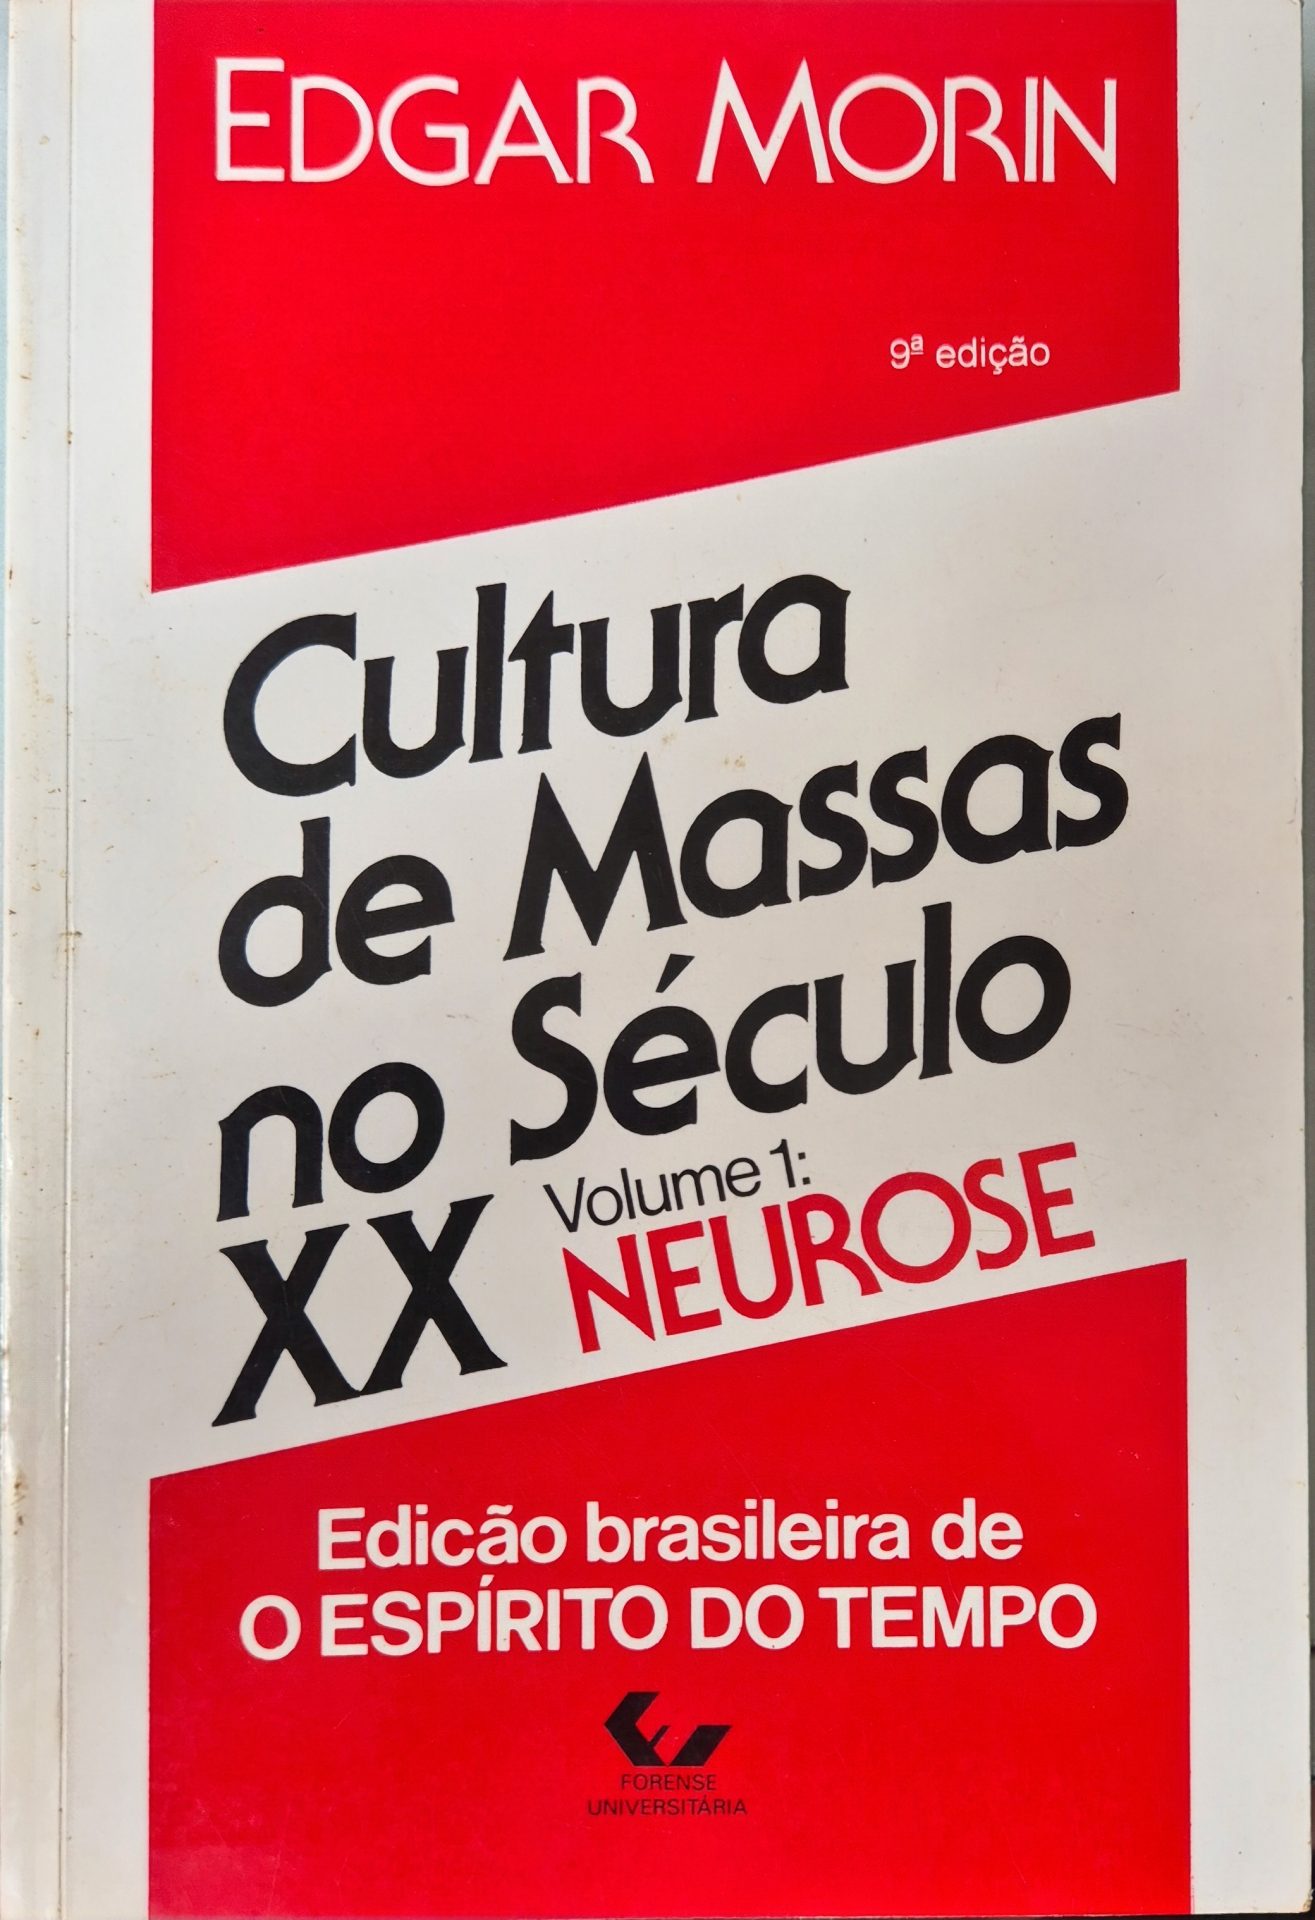 EDGAR MORIN
9ª edição
Cultura
de Massas
no Século
XX Volume 1:
NEUROSE
Edicão brasileira de
O ESPÍRITO DO TEMPO
FORENSE
UNIVERSITÁRIA